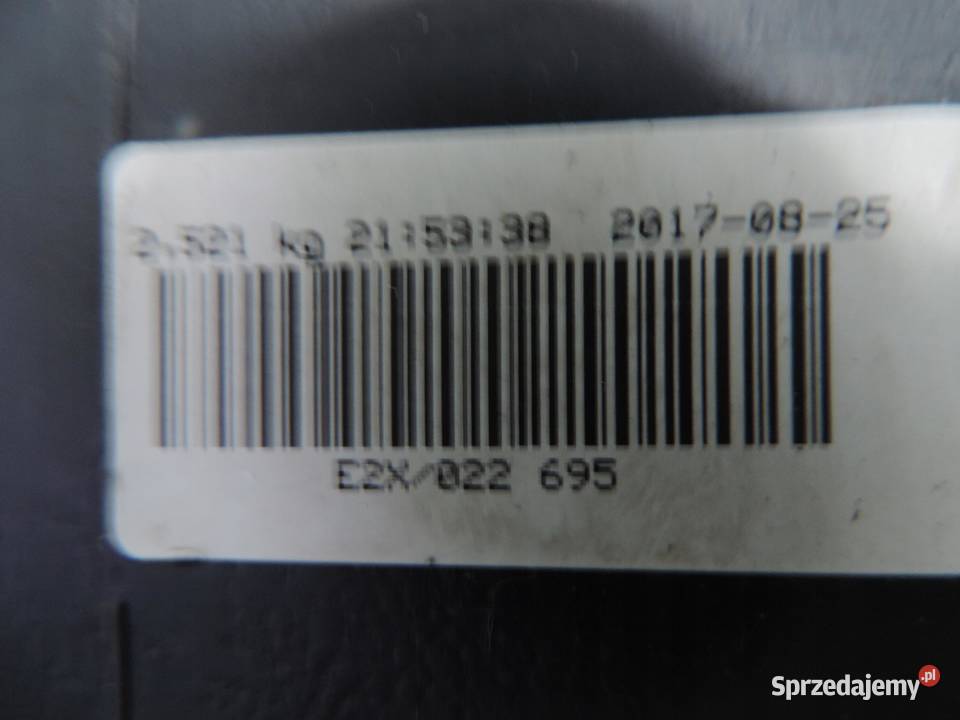 2.521 kg 21:53:38 2017-08-25
E2X/022 695
Sprzedajemy.pl